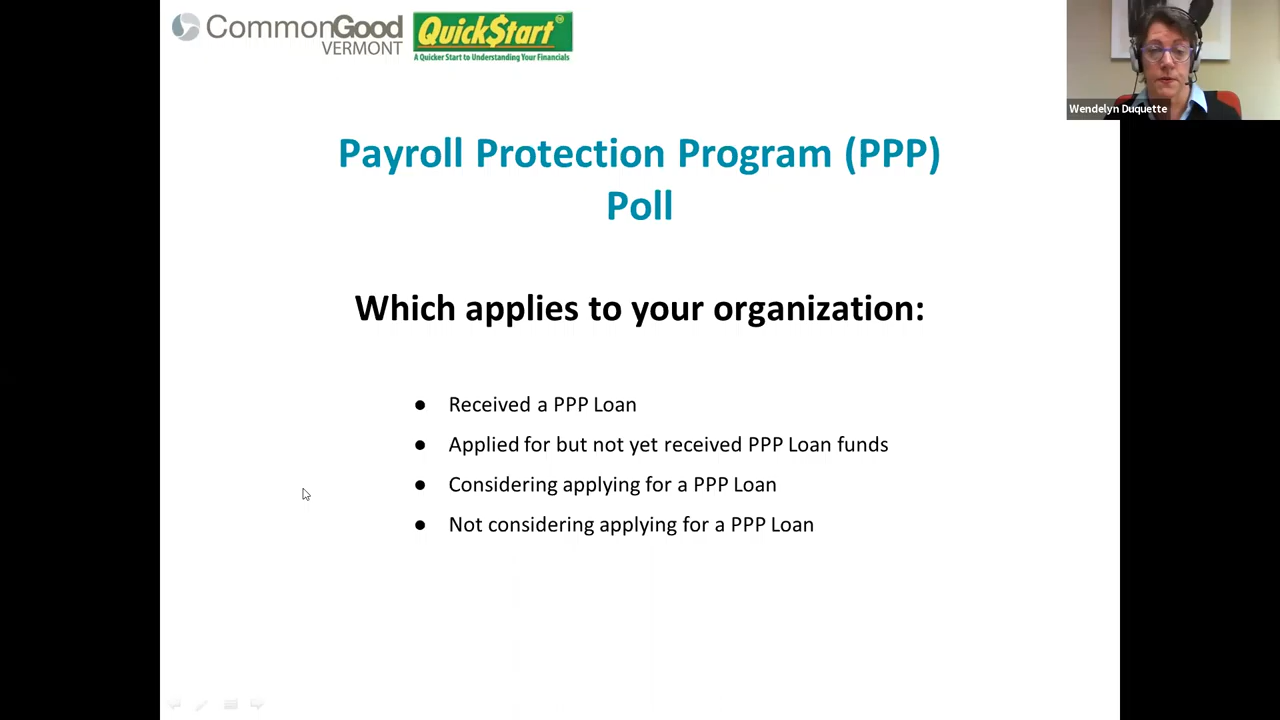 CommonGood
VERMONT
QuickStart
A Quicker Start to Understanding Your Financials
Wendelyn Duquette
Payroll Protection Program (PPP)
Poll
Which applies to your organization:
● Received a PPP Loan
● Applied for but not yet received PPP Loan funds
● Considering applying for a PPP Loan
● Not considering applying for a PPP Loan